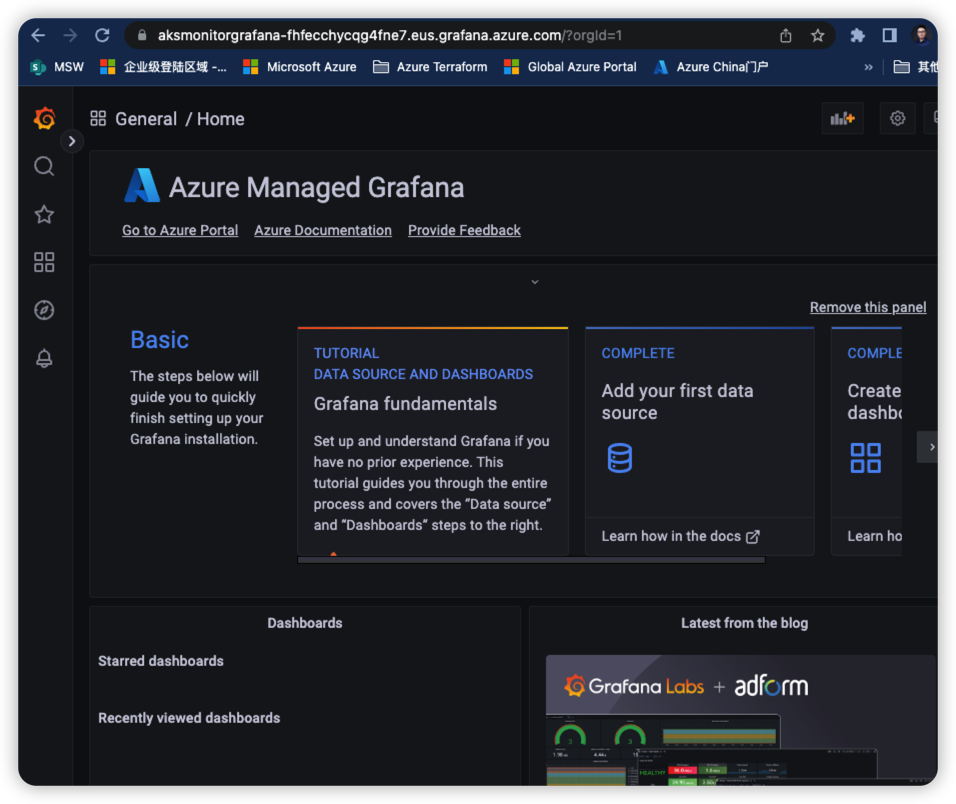 aksmonitorgrafana-fhfecchycqg4fne7.eus.grafana.azure.com/?orgId=1
MSW 企业级登陆区域 -... Microsoft Azure Azure Terraform Global Azure Portal Azure China门户 » 其他
General / Home
Azure Managed Grafana
Go to Azure Portal Azure Documentation Provide Feedback
Remove this panel
Basic
The steps below will
guide you to quickly
finish setting up your
Grafana installation.
TUTORIAL
DATA SOURCE AND DASHBOARDS
Grafana fundamentals
Set up and understand Grafana if you
have no prior experience. This
tutorial guides you through the entire
process and covers the “Data source”
and “Dashboards“ steps to the right.
COMPLETE
Add your first data
source
Learn how in the docs
COMPLE
Create
dashbo
Learn ho
Dashboards
Starred dashboards
Recently viewed dashboards
Latest from the blog
Grafana Labs + adform
HEALTHY